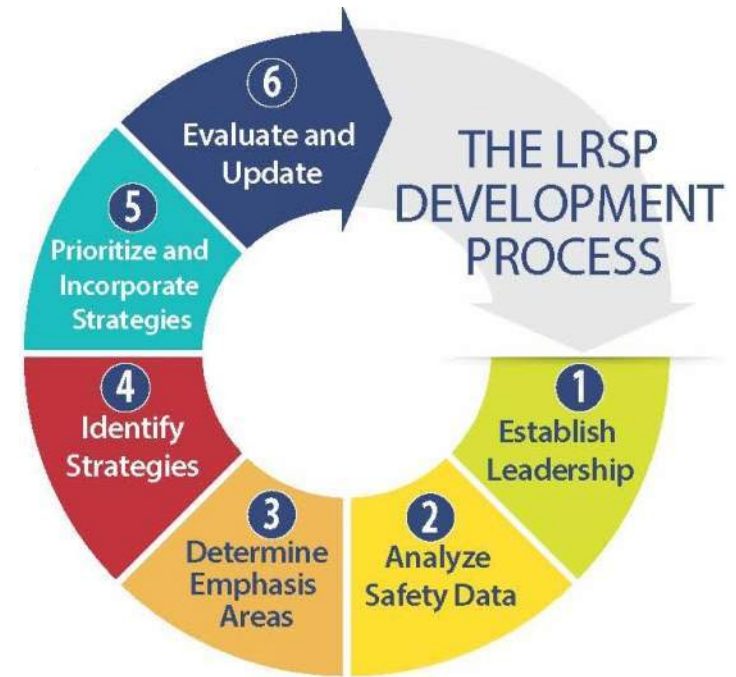 THE LRSP
DEVELOPMENT
PROCESS
1
Establish
Leadership
2
Analyze
Safety Data
3
Determine
Emphasis
Areas
4
Identify
Strategies
5
Prioritize and
Incorporate
Strategies
6
Evaluate and
Update